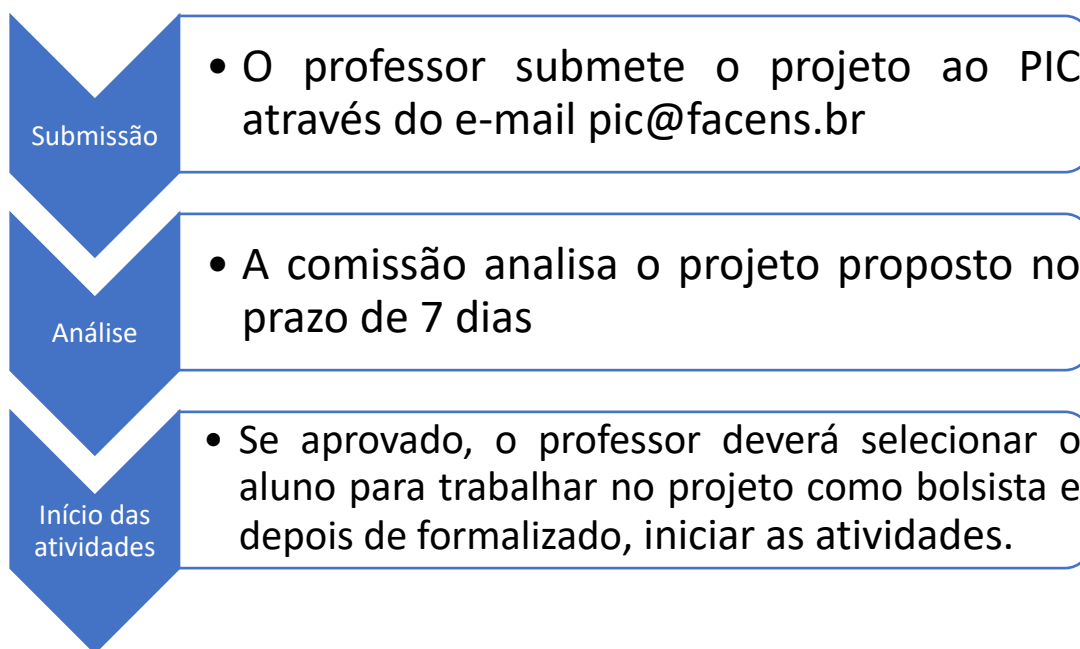 Submissão
• O professor submete o projeto ao PIC
através do e-mail pic@facens.br
Análise
• A comissão analisa o projeto proposto no
prazo de 7 dias
Início das
atividades
• Se aprovado, o professor deverá selecionar o
aluno para trabalhar no projeto como bolsista e
depois de formalizado, iniciar as atividades.